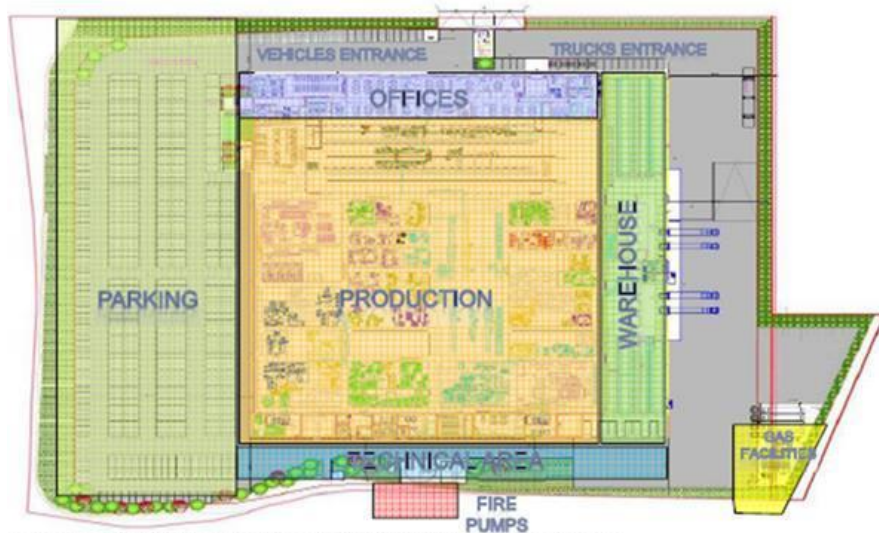 VEHICLES ENTRANCE
TRUCKS ENTRANCE
OFFICES
PARKING
PRODUCTION
WAREHOUSE
TECHNICAL AREA
GAS
FACILITIES
FIRE
PUMPS